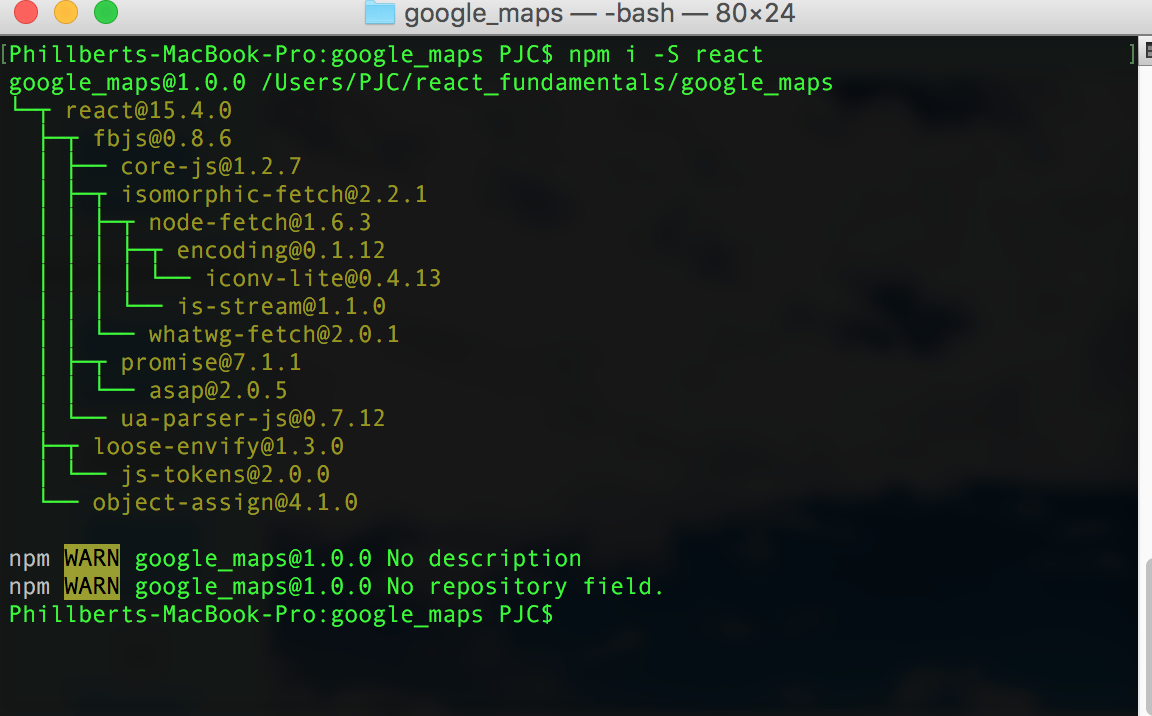 google_maps — -bash — 80×24
[Phillberts-MacBook-Pro:google_maps PJC$ npm i -S react ]
google_maps@1.0.0 /Users/PJC/react_fundamentals/google_maps
└─┬ react@15.4.0
  ├─┬ fbjs@0.8.6
  │ ├── core-js@1.2.7
  │ ├─┬ isomorphic-fetch@2.2.1
  │ │ ├─┬ node-fetch@1.6.3
  │ │ │ ├─┬ encoding@0.1.12
  │ │ │ │ └── iconv-lite@0.4.13
  │ │ │ └── is-stream@1.1.0
  │ │ └── whatwg-fetch@2.0.1
  │ ├─┬ promise@7.1.1
  │ │ └── asap@2.0.5
  │ └── ua-parser-js@0.7.12
  ├─┬ loose-envify@1.3.0
  │ └── js-tokens@2.0.0
  └── object-assign@4.1.0
npm WARN google_maps@1.0.0 No description
npm WARN google_maps@1.0.0 No repository field.
Phillberts-MacBook-Pro:google_maps PJC$